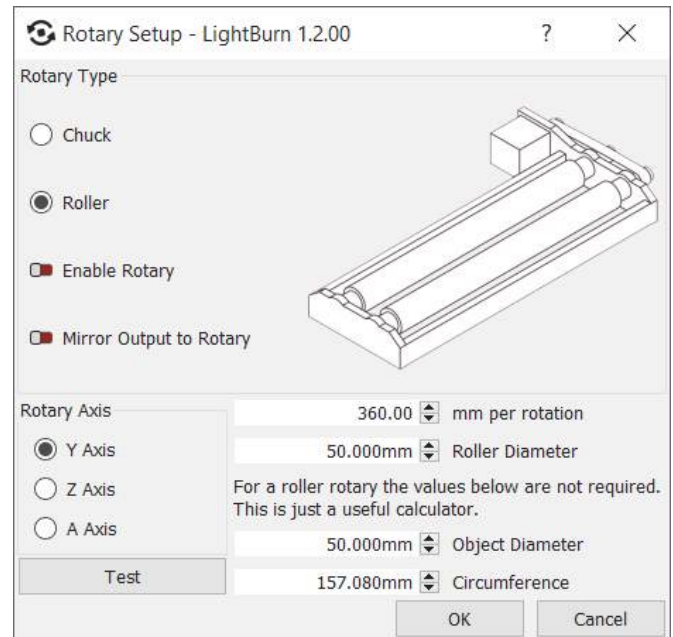 Rotary Setup - LightBurn 1.2.00 ?
Rotary Type
Chuck
Roller
Enable Rotary
Mirror Output to Rotary
Rotary Axis
Y Axis
Z Axis
A Axis
Test
360.00 mm per rotation
50.000mm Roller Diameter
For a roller rotary the values below are not required.
This is just a useful calculator.
50.000mm Object Diameter
157.080mm Circumference
OK Cancel